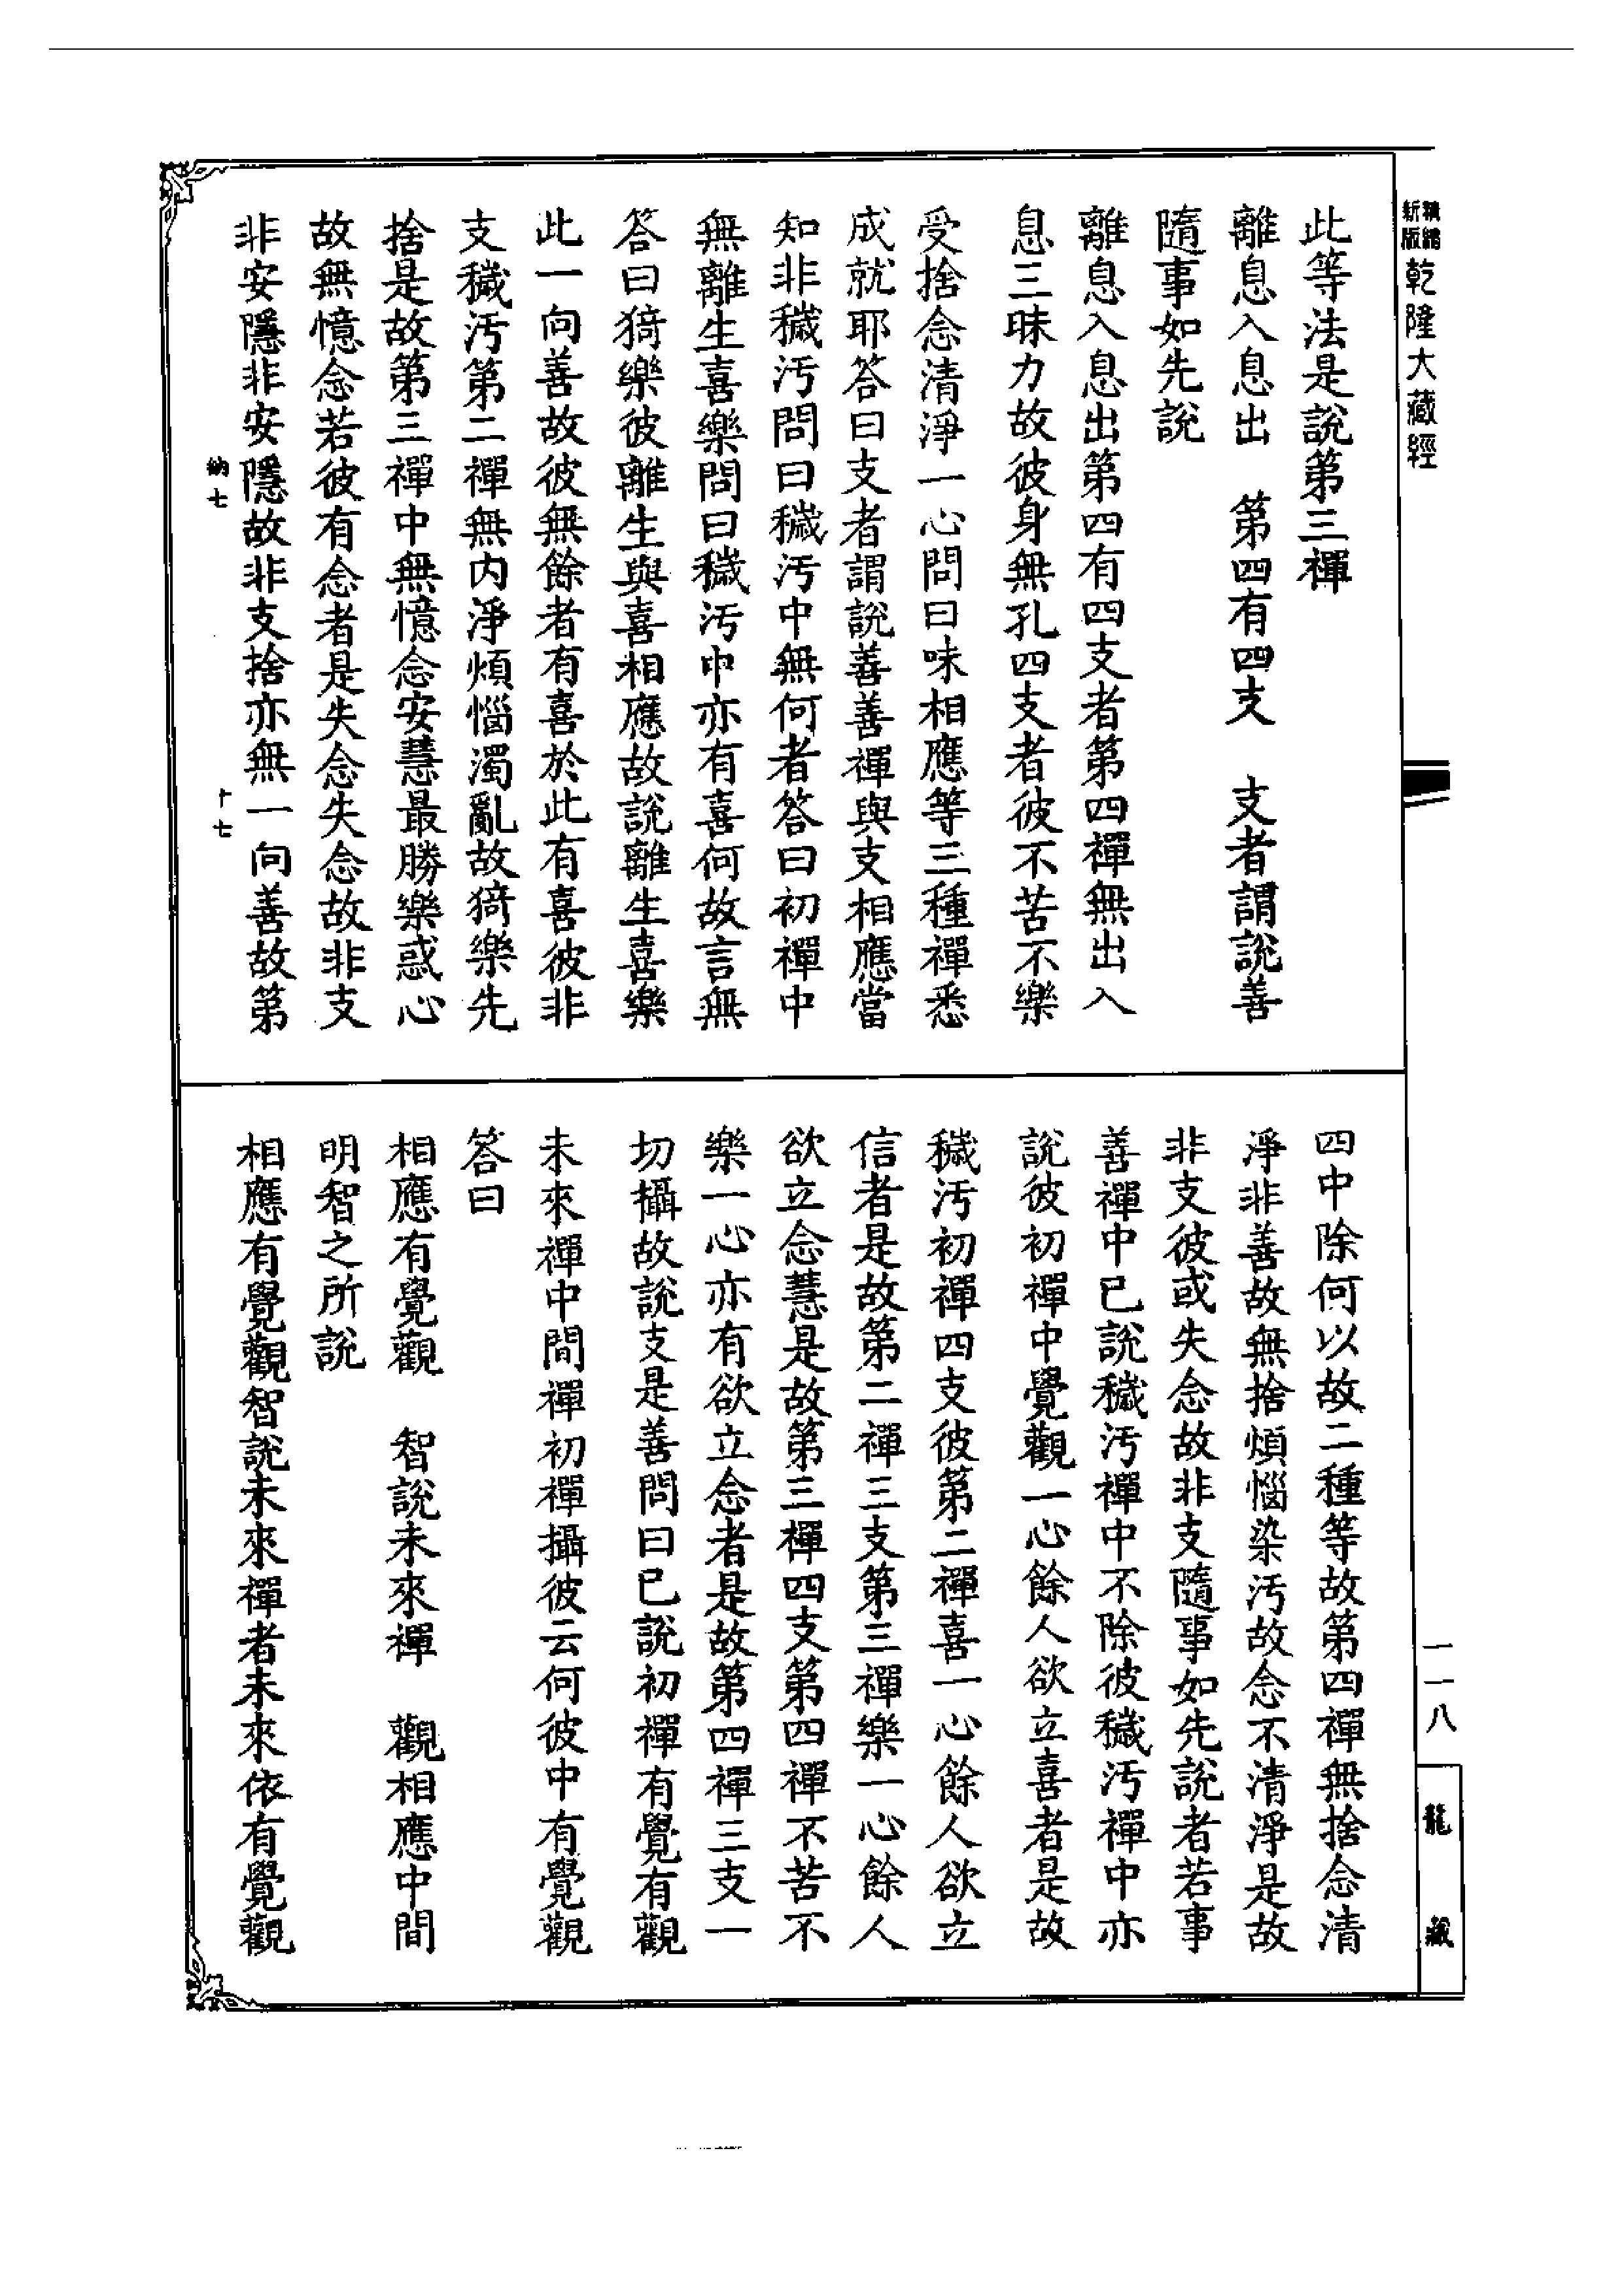 精縮新版乾隆大藏經
此等法是說第三禪
離息入息出　第四有四支　支者謂說善
隨事如先說
離息入息出第四有四支者第四禪無出入
息三昧力故彼身無孔四支者彼不苦不樂
受捨念清淨一心問曰味相應等三種禪悉
成就耶答曰支者謂說善善禪與支相應當
知非穢污問曰穢污中無何者答曰初禪中
無離生喜樂問曰穢污中亦有喜何故言無
答曰猗樂彼離生與喜相應故說離生喜樂
此一向善故彼無餘者有喜於此有喜彼非
支穢污第二禪無內淨煩惱濁亂故猗樂先
捨是故第三禪中無憶念安慧最勝樂惑心
故無憶念若彼有念者是失念失念故非支
非安隱非安隱故非支捨亦無一向善故第
納七　十七
四中除何以故二種等故第四禪無捨念清
淨非善故無捨煩惱染污故念不清淨是故
非支彼或失念故非支隨事如先說者若事
善禪中已說穢污禪中不除彼穢污禪中亦
說彼初禪中覺觀一心餘人欲立喜者是故
穢污初禪四支彼第二禪喜一心餘人欲立
信者是故第二禪三支第三禪樂一心餘人
欲立念慧是故第三禪四支第四禪不苦不
樂一心亦有欲立念者是故第四禪三支一
切攝故說支是善問曰已說初禪有覺有觀
未來禪中間禪初禪攝彼云何彼中有覺觀
答曰
相應有覺觀　智說未來禪　觀相應中間
明智之所說
相應有覺觀智說未來禪者未來依有覺觀
一一八
龍藏